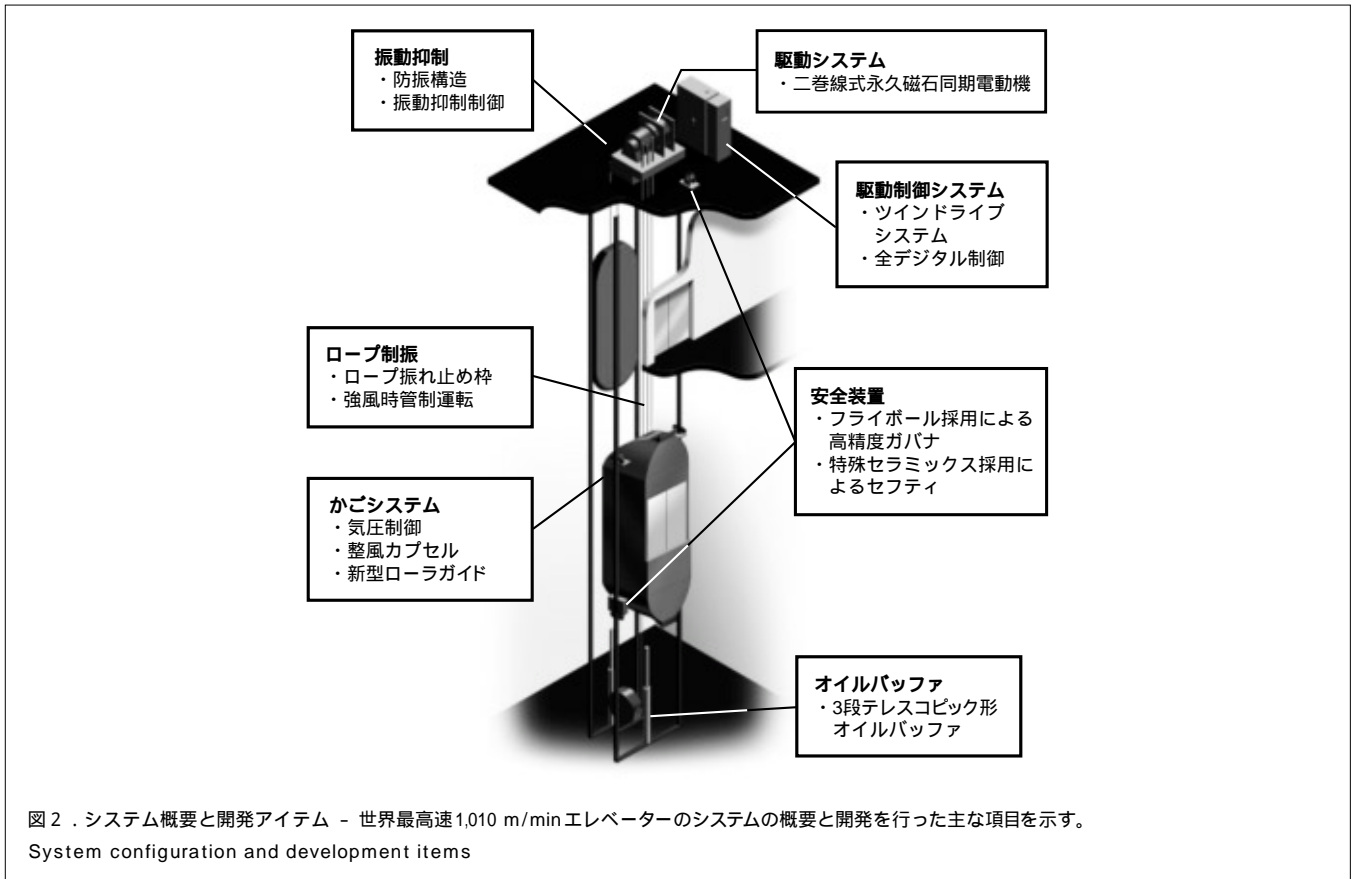 振動抑制
・防振構造
・振動抑制制御
駆動システム
・二巻線式永久磁石同期電動機
駆動制御システム
・ツインドライブ
システム
・全デジタル制御
ロープ制振
・ロープ振れ止め枠
・強風時管制運転
安全装置
・フライボール採用による
高精度ガバナ
・特殊セラミックス採用に
よるセフティ
かごシステム
・気圧制御
・整風カプセル
・新型ローラガイド
オイルバッファ
・3段テレスコピック形
オイルバッファ
図2．システム概要と開発アイテム － 世界最高速1,010 m/minエレベーターのシステムの概要と開発を行った主な項目を示す。
System configuration and development items